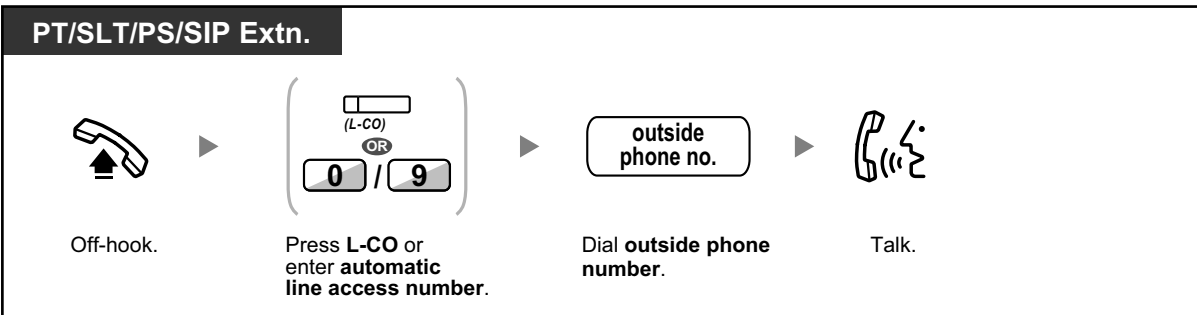 PT/SLT/PS/SIP Extn.
(L-CO)
OR
0 / 9
outside
phone no.
Off-hook.
Press L-CO or
enter automatic
line access number.
Dial outside phone
number.
Talk.